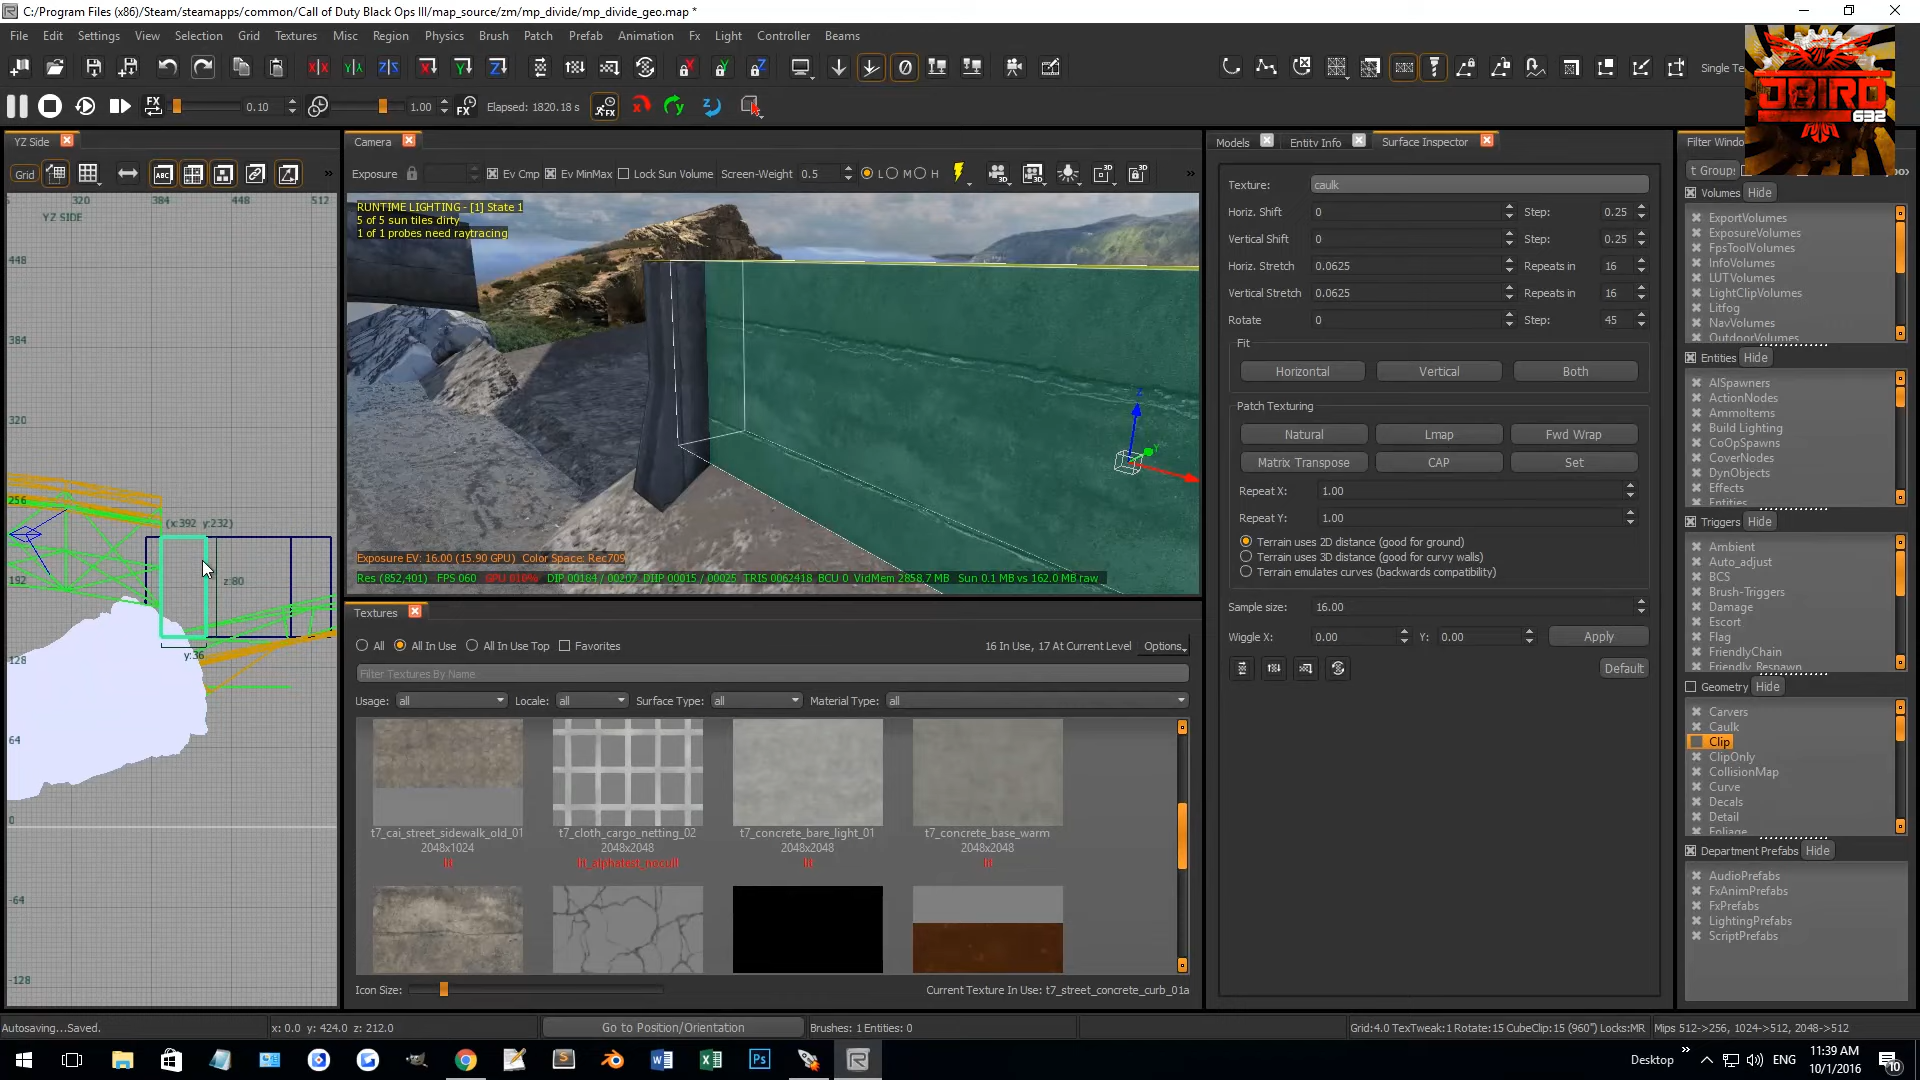 C:/Program Files (x86)/Steam/steamapps/common/Call of Duty Black Ops III/map_source/zm/mp_divide/mp_divide_geo.map *
File Edit Settings View Selection Grid Textures Misc Region Physics Brush Patch Prefab Animation Fx Light Controller Beams
FX 0.10 1.00 FX Elapsed: 1820.18 s
JBIRD
632
YZ Side
Grid
320 384 448 512
YZ SIDE
448
384
320
256
192
128
64
0
-64
-128
(x:392 y:232)
z:80
y:36
Camera
Exposure Ev Cmp Ev MinMax Lock Sun Volume Screen-Weight 0.5 L M H
RUNTIME LIGHTING - [1] State 1
5 of 5 sun tiles dirty
1 of 1 probes need raytracing
Exposure EV: 16.00 (15.90 GPU) Color Space: Rec709
Res (852,401) FPS 060 GPU 010% DIP 00164 / 00207 DIIP 00015 / 00025 TRIS 0062418 BCU 0 VidMem 2858.7 MB Sun 0.1 MB vs 162.0 MB raw
Textures
All All In Use All In Use Top Favorites 16 In Use, 17 At Current Level Options
Filter Textures By Name
Usage: all Locale: all Surface Type: all Material Type: all
t7_cai_street_sidewalk_old_01
2048x1024
lit
t7_cloth_cargo_netting_02
2048x2048
lit_alphatest_nocull
t7_concrete_bare_light_01
2048x2048
lit
t7_concrete_base_warm
2048x2048
lit
Icon Size: Current Texture In Use: t7_street_concrete_curb_01a
Models Entity Info Surface Inspector
Texture: caulk
Horiz. Shift 0 Step: 0.25
Vertical Shift 0 Step: 0.25
Horiz. Stretch 0.0625 Repeats in 16
Vertical Stretch 0.0625 Repeats in 16
Rotate 0 Step: 45
Fit
Horizontal Vertical Both
Patch Texturing
Natural Lmap Fwd Wrap
Matrix Transpose CAP Set
Repeat X: 1.00
Repeat Y: 1.00
Terrain uses 2D distance (good for ground)
Terrain uses 3D distance (good for curvy walls)
Terrain emulates curves (backwards compatibility)
Sample size: 16.00
Wiggle X: 0.00 Y: 0.00 Apply
Default
Volumes Hide
ExportVolumes
ExposureVolumes
FpsToolVolumes
InfoVolumes
LUTVolumes
LightClipVolumes
Litfog
NavVolumes
OutdoorVolumes
Entities Hide
AISpawners
ActionNodes
AmmoItems
Build Lighting
CoOpSpawns
CoverNodes
DynObjects
Effects
Entities
Triggers Hide
Ambient
Auto_adjust
BCS
Brush-Triggers
Damage
Escort
Flag
FriendlyChain
Friendly_Respawn
Geometry Hide
Carvers
Caulk
Clip
ClipOnly
CollisionMap
Curve
Decals
Detail
Foliage
Department Prefabs Hide
AudioPrefabs
FxAnimPrefabs
FxPrefabs
LightingPrefabs
ScriptPrefabs
Autosaving...Saved. x: 0.0 y: 424.0 z: 212.0 Go to Position/Orientation Brushes: 1 Entities: 0 Grid:4.0 TexTweak:1 Rotate:15 CubeClip:15 (960") Locks:MR Mips 512->256, 1024->512, 2048->512
Desktop ENG 11:39 AM
10/1/2016 10